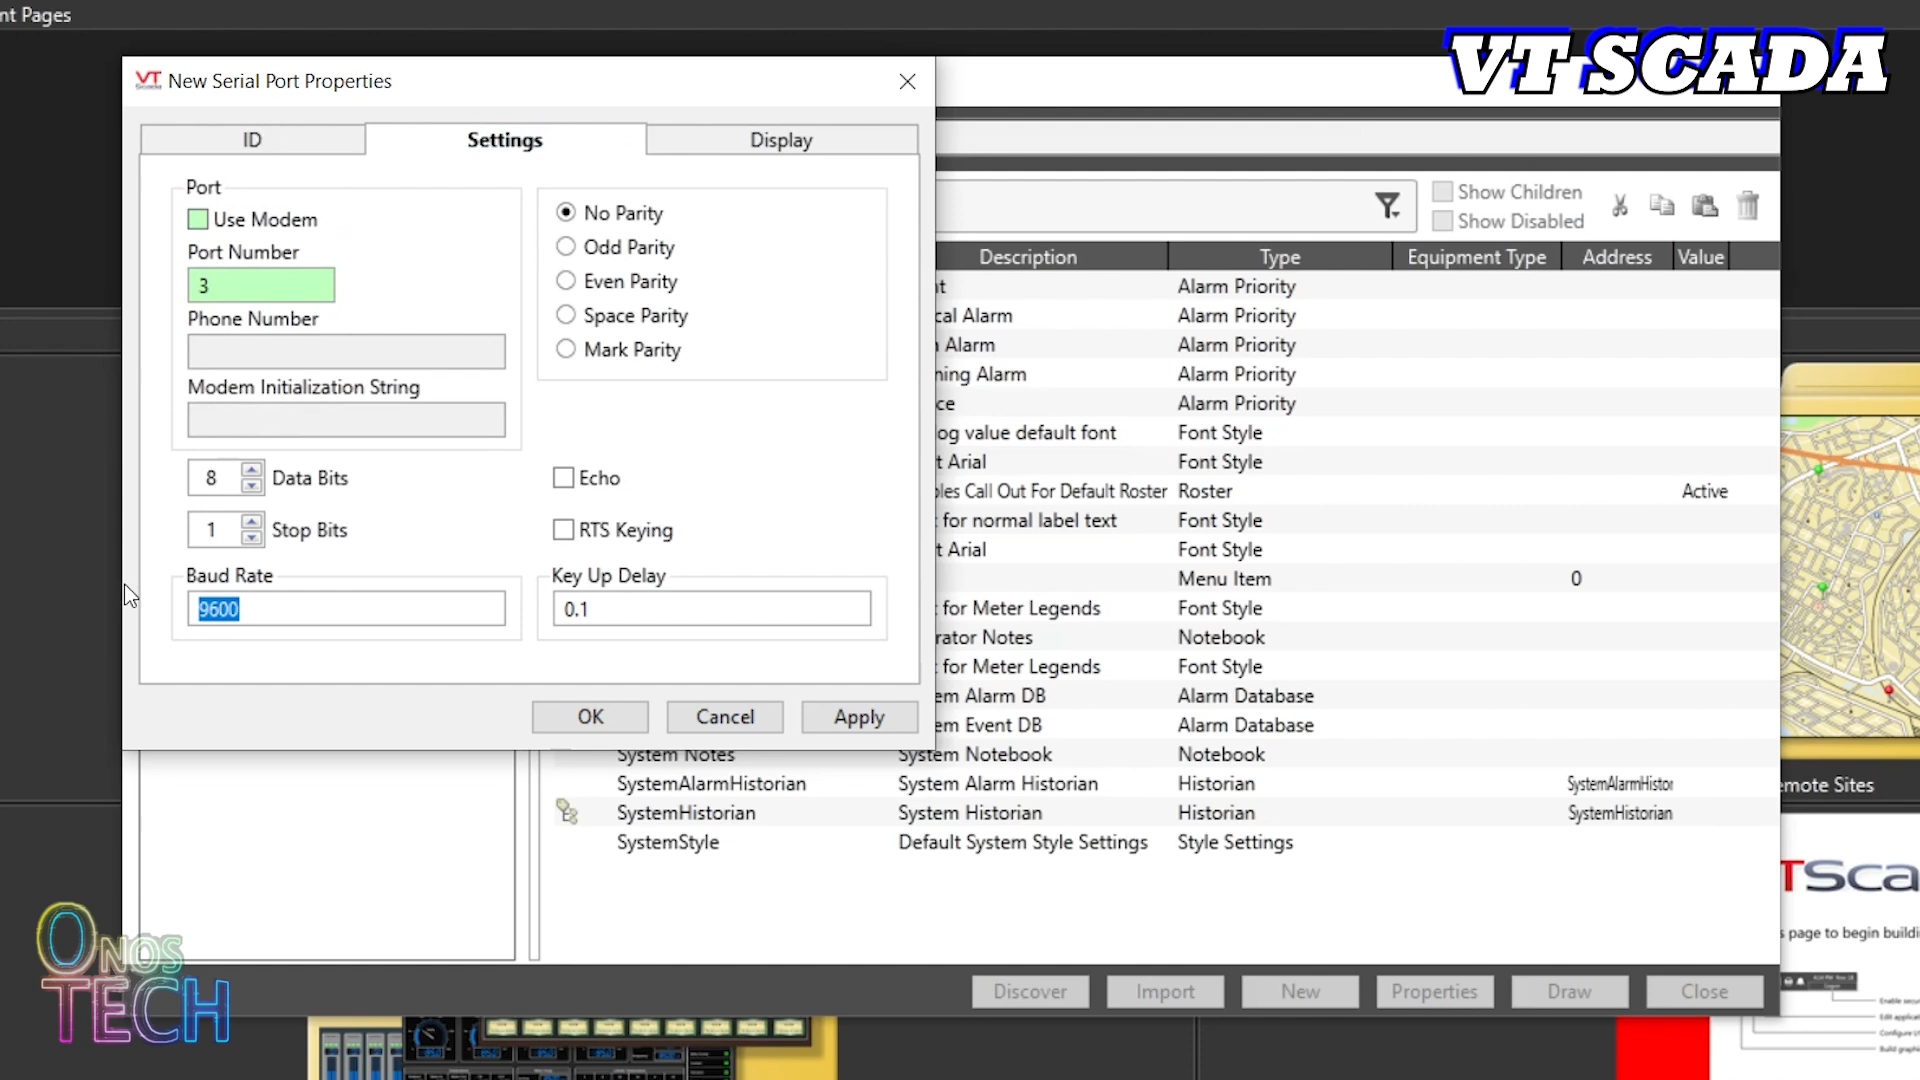 nt Pages
VT SCADA
VT Scada New Serial Port Properties
ID Settings Display
Port
Use Modem
Port Number
3
Phone Number
Modem Initialization String
No Parity
Odd Parity
Even Parity
Space Parity
Mark Parity
8 Data Bits
Echo
1 Stop Bits
RTS Keying
Baud Rate
9600
Key Up Delay
0.1
OK Cancel Apply
Show Children
Show Disabled
Description Type Equipment Type Address Value
nt Alarm Priority
cal Alarm Alarm Priority
n Alarm Alarm Priority
ning Alarm Alarm Priority
ce Alarm Priority
log value default font Font Style
t Arial Font Style
les Call Out For Default Roster Roster Active
t for normal label text Font Style
t Arial Font Style
Menu Item 0
t for Meter Legends Font Style
rator Notes Notebook
t for Meter Legends Font Style
em Alarm DB Alarm Database
em Event DB Alarm Database
System Notes System Notebook Notebook
SystemAlarmHistorian System Alarm Historian Historian SystemAlarmHistor
SystemHistorian System Historian Historian SystemHistorian
SystemStyle Default System Style Settings Style Settings
Discover Import New Properties Draw Close
emote Sites
TSca
s page to begin buildi
Onos
TECH